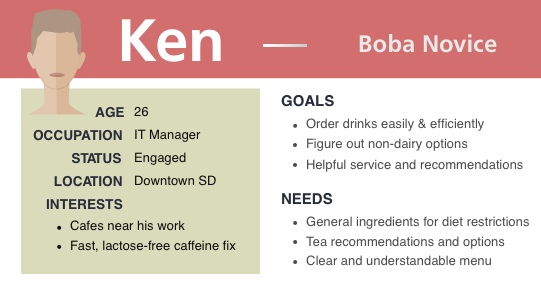 Ken
Boba Novice
AGE 26
OCCUPATION IT Manager
STATUS Engaged
LOCATION Downtown SD
INTERESTS
• Cafes near his work
• Fast, lactose-free caffeine fix
GOALS
• Order drinks easily & efficiently
• Figure out non-dairy options
• Helpful service and recommendations
NEEDS
• General ingredients for diet restrictions
• Tea recommendations and options
• Clear and understandable menu